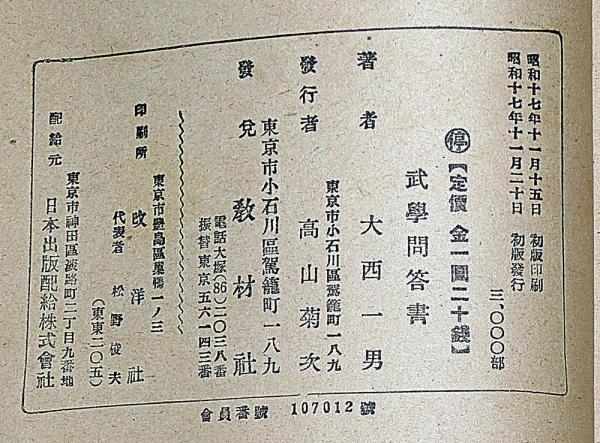 昭和十七年十一月十五日 初版印刷
昭和十七年十一月二十日 初版発行
三、〇〇〇部
㊡【定價 金一圓二十錢】
武學問答書
著者 大西一男
東京市小石川區駕籠町一八九
發行者 高山菊次
東京市小石川區駕籠町一八九
發兌 教材社
電話大塚(86)二〇三八番
振替東京五六一四三番
東京市豊島區巣鴨一ノ三
印刷所 改洋社
代表者 松野俊夫
(東東二〇五)
東京市神田區淡路町二丁目九番地
配給元 日本出版配給株式會社
會員番號 107012號